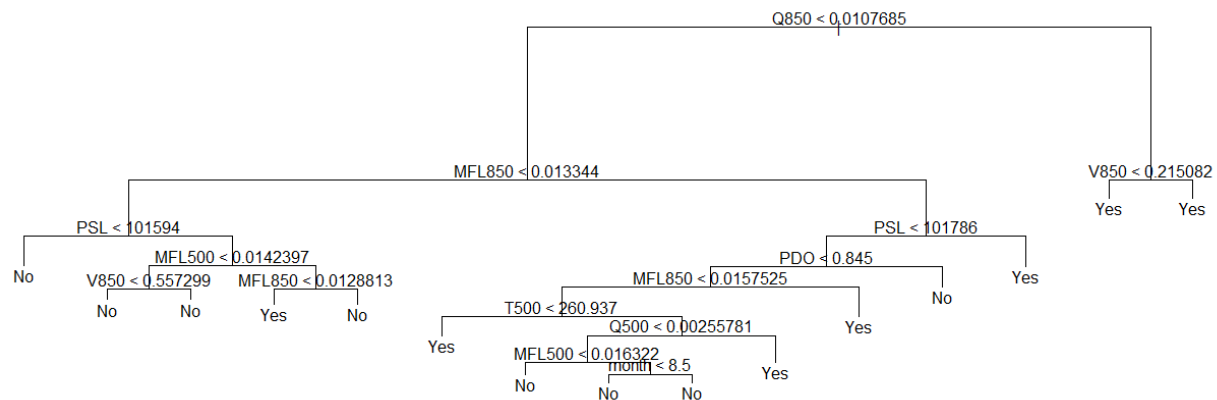 Q850 < 0.0107685
MFL850 < 0.013344
V850 < 0.215082
Yes
Yes
PSL < 101594
PSL < 101786
No
MFL500 < 0.0142397
PDO < 0.845
Yes
V850 < 0.557299
MFL850 < 0.0128813
MFL850 < 0.0157525
No
No
No
Yes
No
T500 < 260.937
Yes
Yes
Q500 < 0.00255781
MFL500 < 0.016322
Yes
month < 8.5
No
No
No